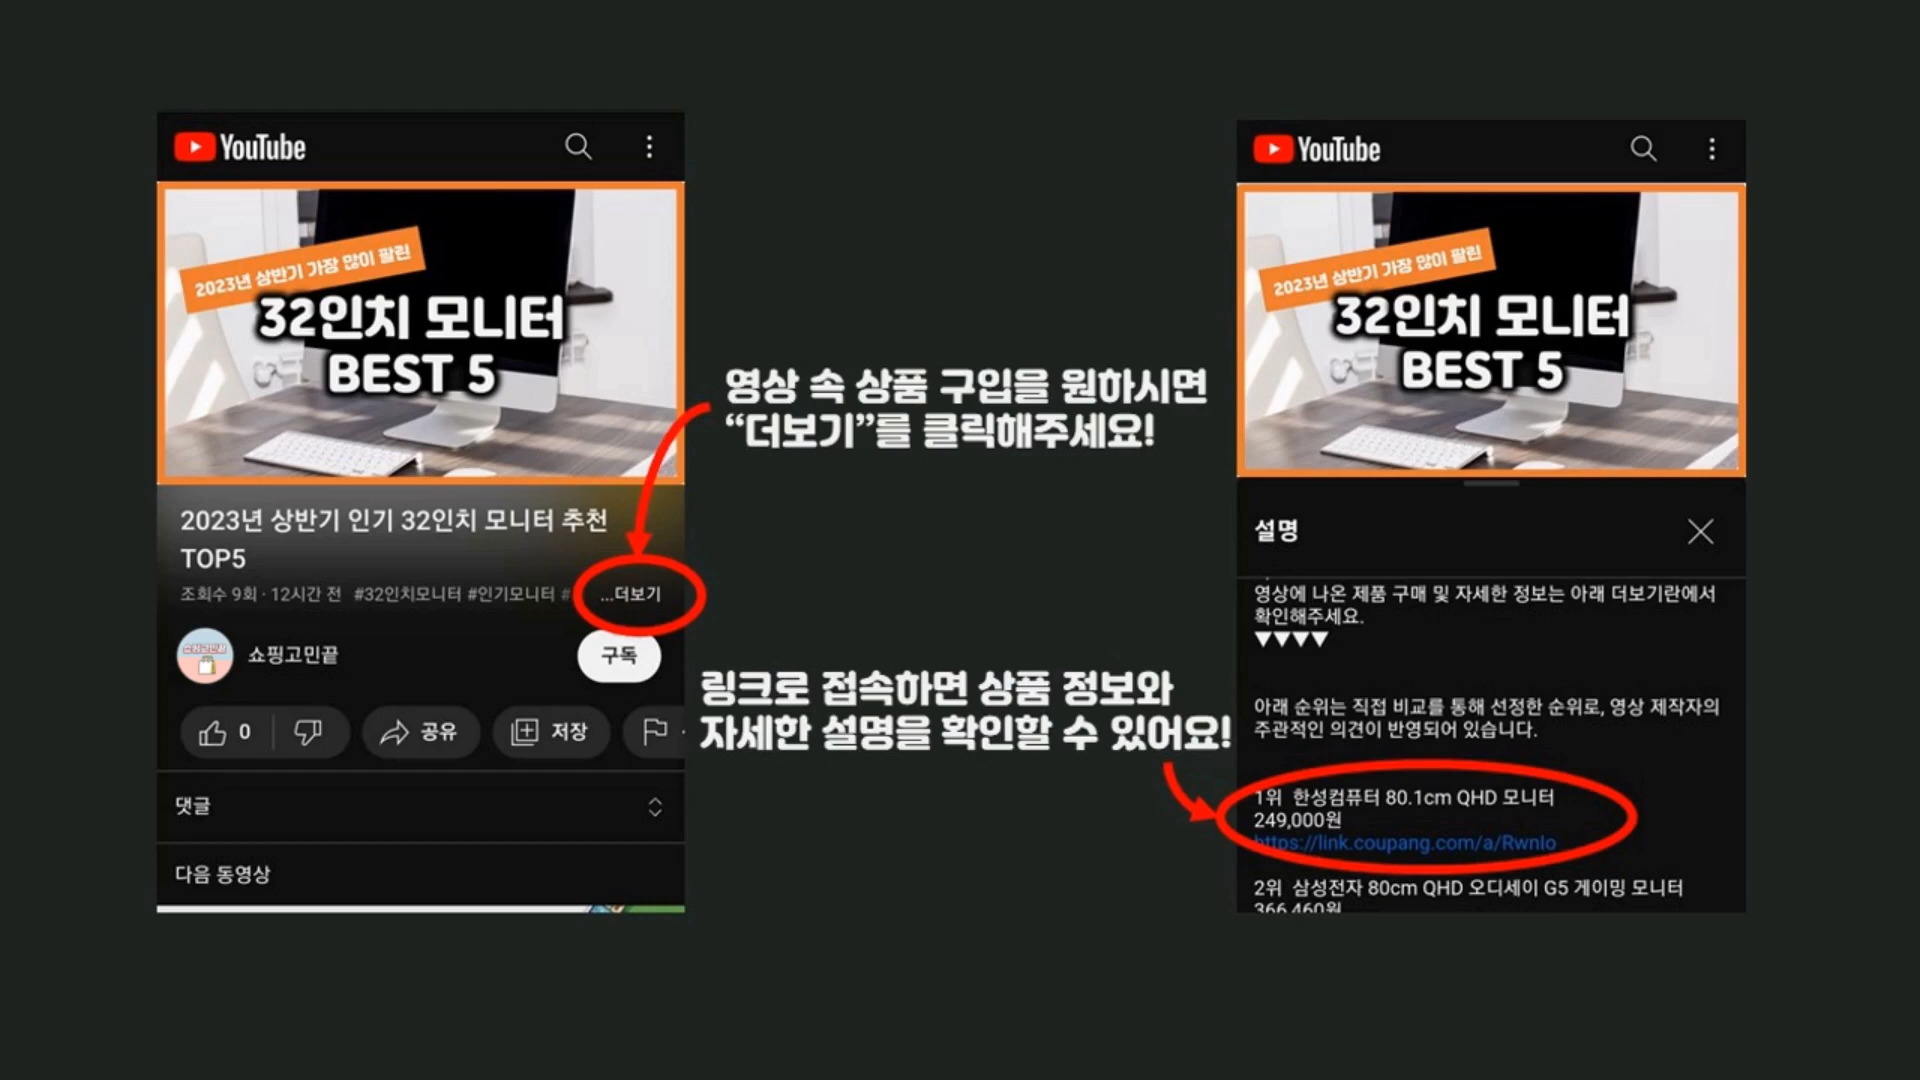 YouTube
2023년 상반기 가장 많이 팔린
32인치 모니터
BEST 5
2023년 상반기 인기 32인치 모니터 추천
TOP5
조회수 9회 · 12시간 전 #32인치모니터 #인기모니터 # ...더보기
쇼핑고민끝
쇼핑고민끝
구독
0
공유
저장
댓글
다음 동영상
영상 속 상품 구입을 원하시면
“더보기”를 클릭해주세요!
링크로 접속하면 상품 정보와
자세한 설명을 확인할 수 있어요!
YouTube
2023년 상반기 가장 많이 팔린
32인치 모니터
BEST 5
설명
영상에 나온 제품 구매 및 자세한 정보는 아래 더보기란에서
확인해주세요.
▼▼▼▼
아래 순위는 직접 비교를 통해 선정한 순위로, 영상 제작자의
주관적인 의견이 반영되어 있습니다.
1위 한성컴퓨터 80.1cm QHD 모니터
249,000원
https://link.coupang.com/a/RwnIo
2위 삼성전자 80cm QHD 오디세이 G5 게이밍 모니터
366,460원